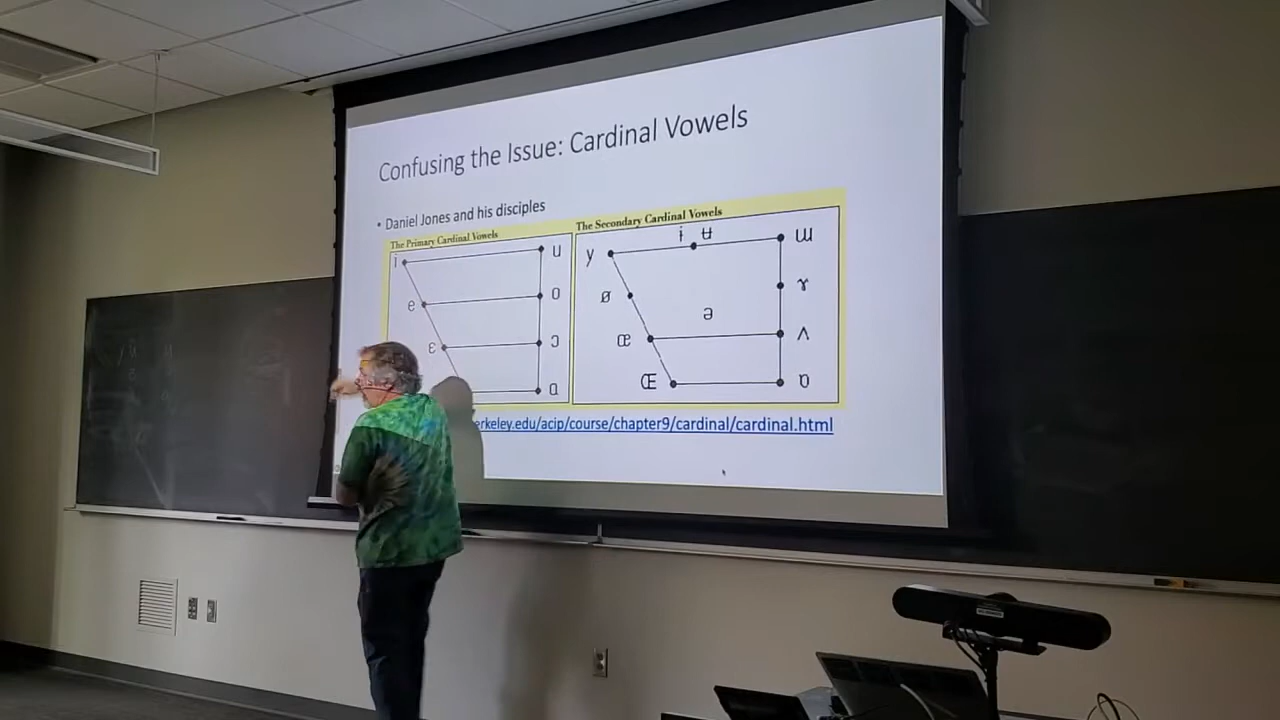 Confusing the Issue: Cardinal Vowels
• Daniel Jones and his disciples
The Primary Cardinal Vowels
i u
e o
ɛ ɔ
ɑ
The Secondary Cardinal Vowels
y ɨ ʉ ɯ
ø ɤ
ə
œ ʌ
Œ ɒ
erkeley.edu/acip/course/chapter9/cardinal/cardinal.html